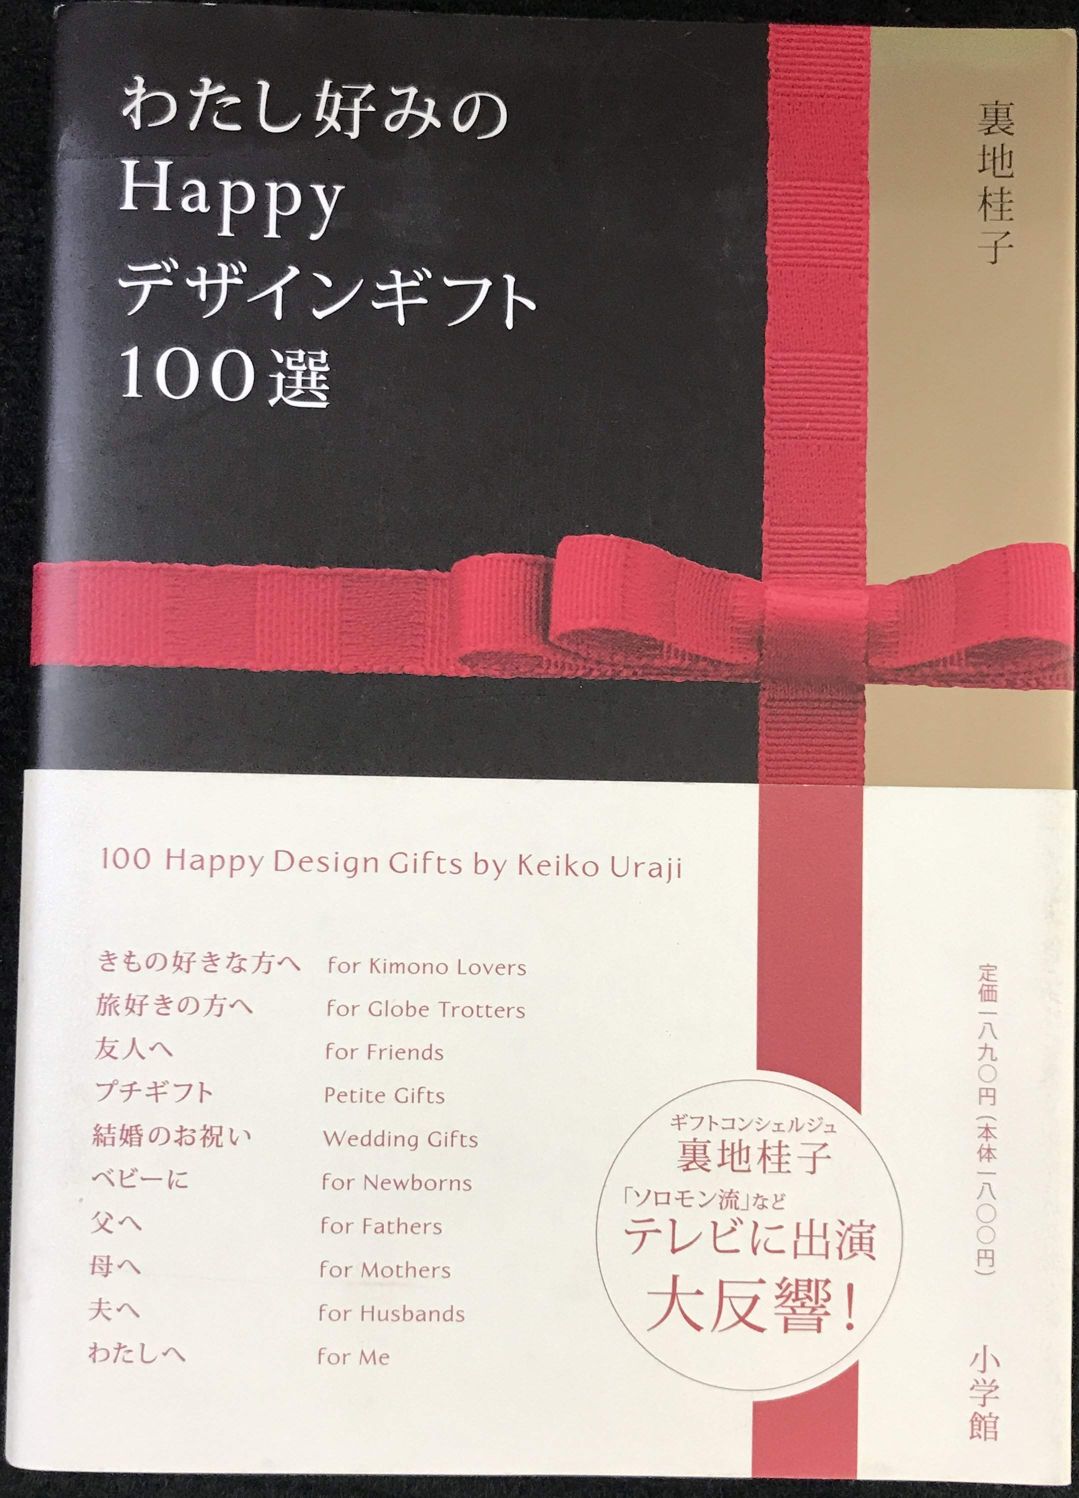 わたし好みの
Happy
デザインギフト
100選
裏地桂子
100 Happy Design Gifts by Keiko Uraji
きもの好きな方へ for Kimono Lovers
旅好きの方へ for Globe Trotters
友人へ for Friends
プチギフト Petite Gifts
結婚のお祝い Wedding Gifts
ベビーに for Newborns
父へ for Fathers
母へ for Mothers
夫へ for Husbands
わたしへ for Me
ギフトコンシェルジュ
裏地桂子
「ソロモン流」など
テレビに出演
大反響!
定価一八九〇円(本体一八〇〇円)
小学館